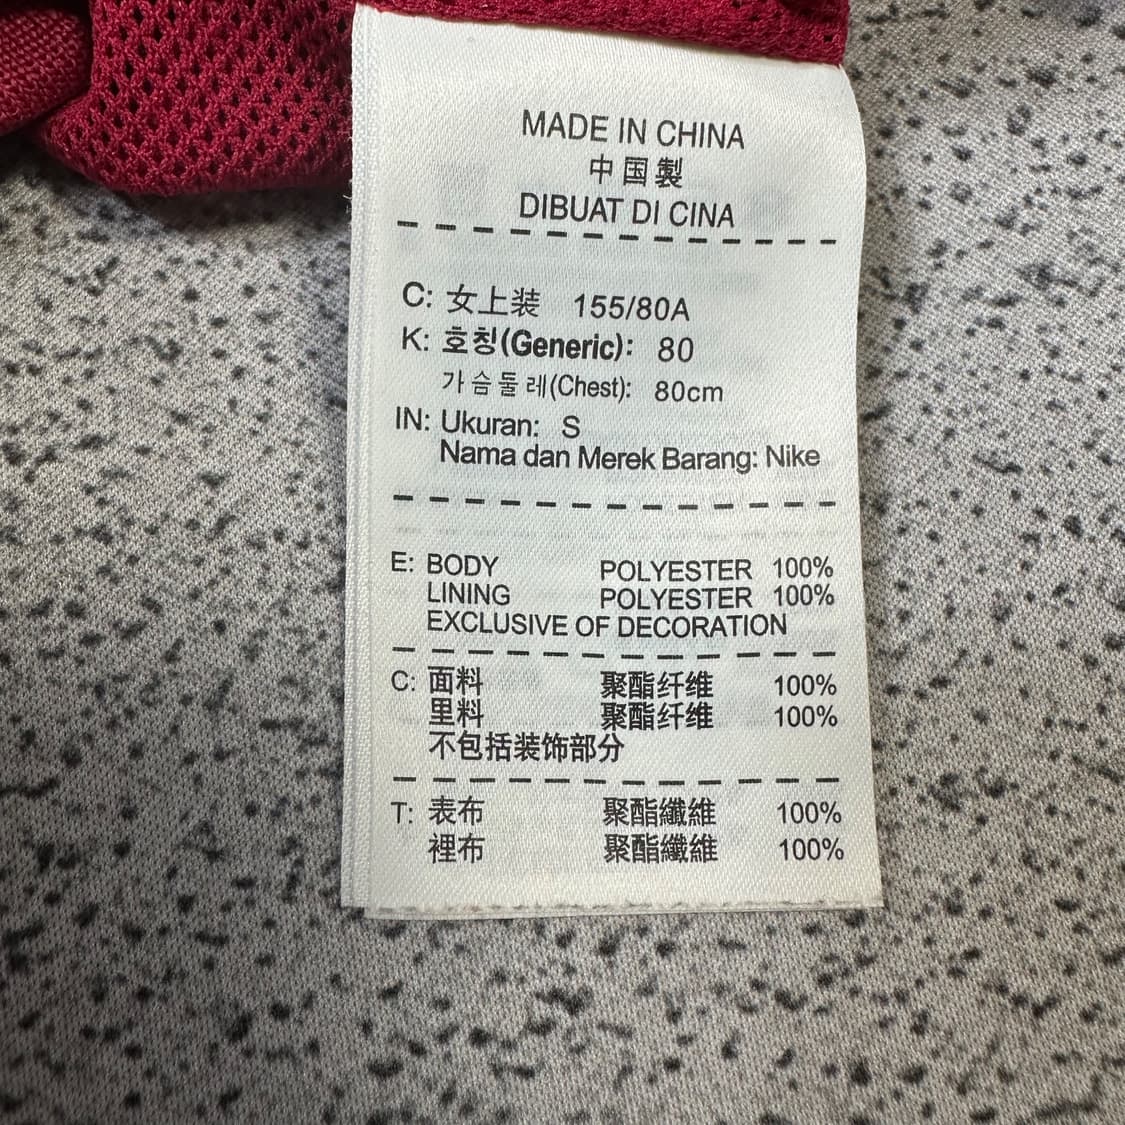 MADE IN CHINA
中国製
DIBUAT DI CINA
C: 女上装 155/80A
K: 호칭(Generic): 80
가슴둘레(Chest): 80cm
IN: Ukuran: S
Nama dan Merek Barang: Nike
E: BODY POLYESTER 100%
LINING POLYESTER 100%
EXCLUSIVE OF DECORATION
C: 面料 聚酯纤维 100%
里料 聚酯纤维 100%
不包括装饰部分
T: 表布 聚酯纖維 100%
裡布 聚酯纖維 100%